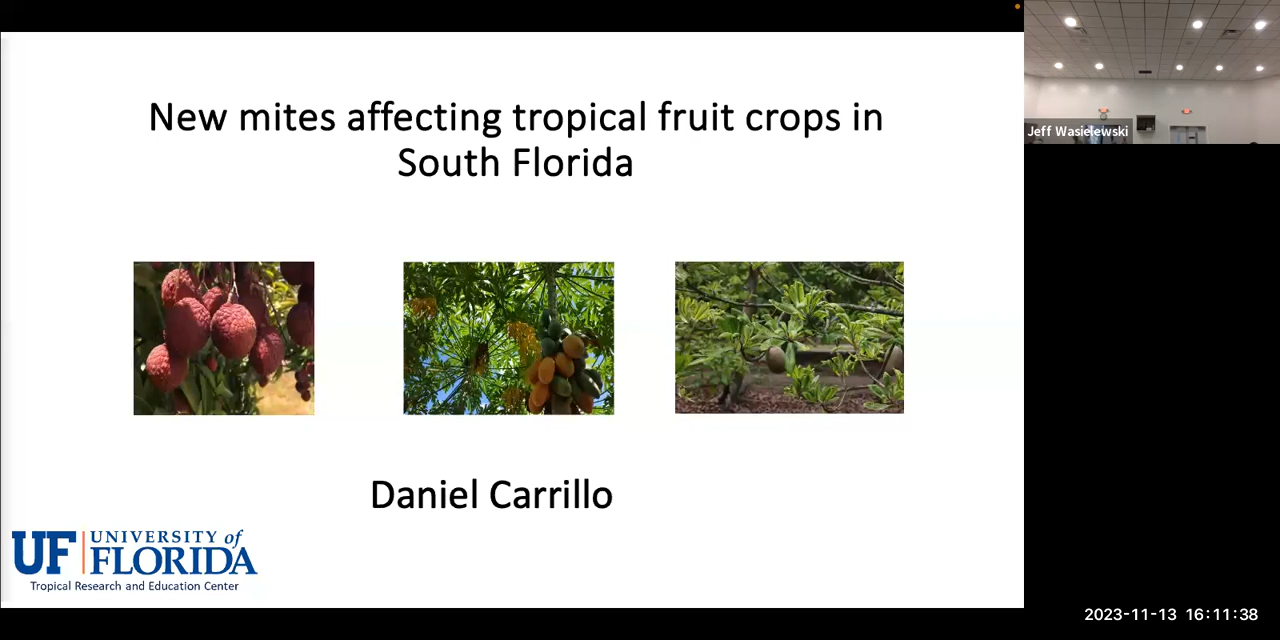 New mites affecting tropical fruit crops in
South Florida
Jeff Wasielewski
Daniel Carrillo
UF UNIVERSITY of
FLORIDA
Tropical Research and Education Center
2023-11-13 16:11:38